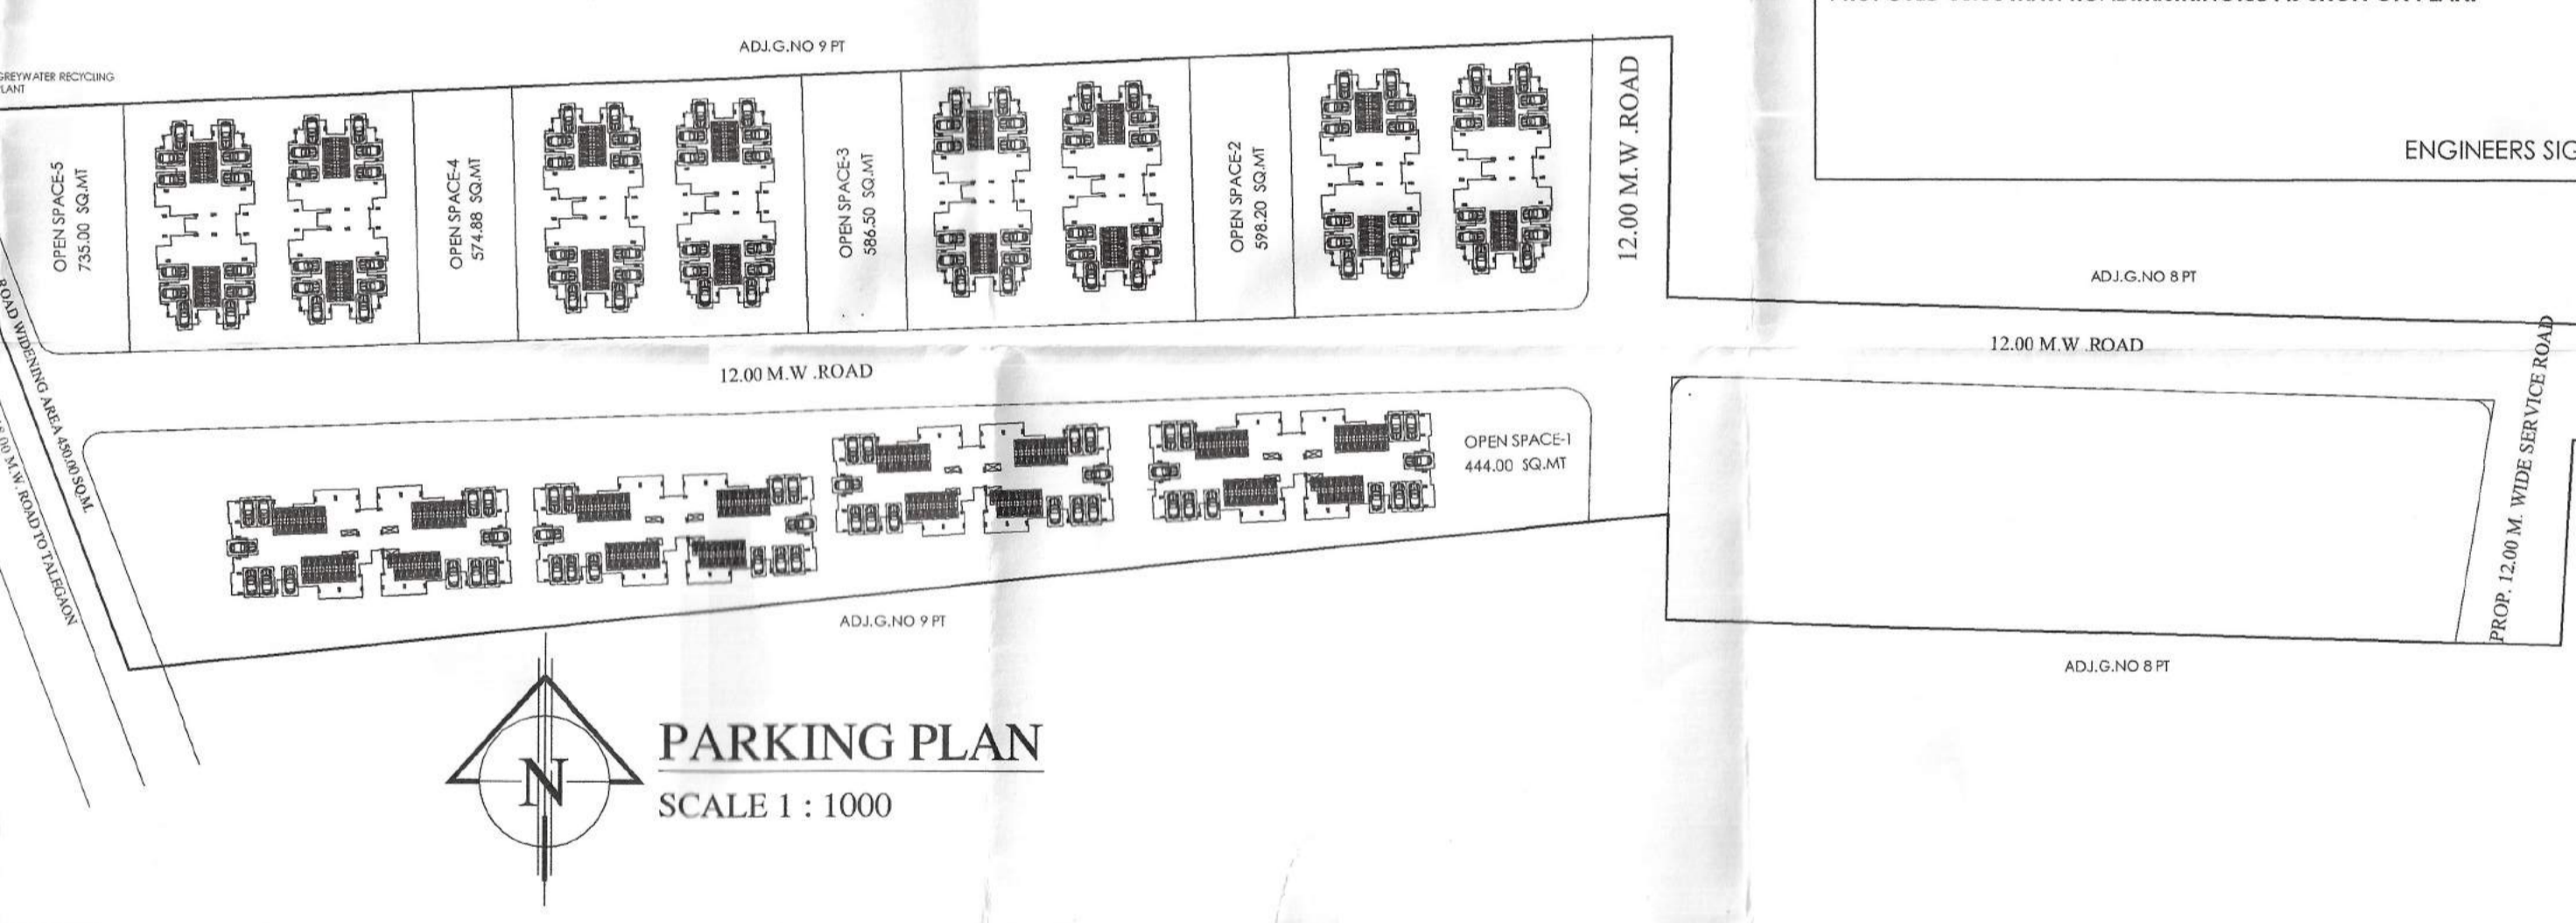 ADJ.G.NO 9 PT
GREYWATER RECYCLING
PLANT
OPEN SPACE-5
735.00 SQ.MT
OPEN SPACE-4
574.88 SQ.MT
OPEN SPACE-3
586.50 SQ.MT
OPEN SPACE-2
598.20 SQ.MT
12.00 M.W .ROAD
ENGINEERS SIG
ADJ.G.NO 8 PT
12.00 M.W .ROAD
12.00 M.W .ROAD
ROAD WIDENING AREA 450.00 SQ.M.
M.W. ROAD TO TALEGAON
OPEN SPACE-1
444.00 SQ.MT
PROP. 12.00 M. WIDE SERVICE ROAD
ADJ.G.NO 9 PT
ADJ.G.NO 8 PT
N
PARKING PLAN
SCALE 1 : 1000